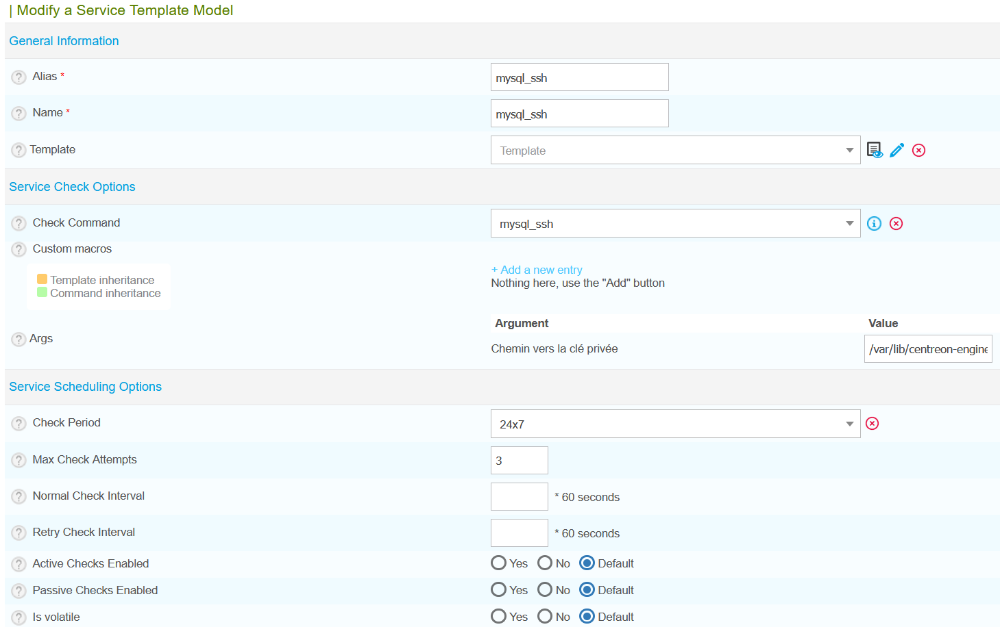 | Modify a Service Template Model
General Information
? Alias *
mysql_ssh
? Name *
mysql_ssh
? Template
Template
Service Check Options
? Check Command
mysql_ssh
? Custom macros
Template inheritance
Command inheritance
+ Add a new entry
Nothing here, use the "Add" button
? Args
Argument Value
Chemin vers la clé privée /var/lib/centreon-engine
Service Scheduling Options
? Check Period
24x7
? Max Check Attempts
3
? Normal Check Interval
* 60 seconds
? Retry Check Interval
* 60 seconds
? Active Checks Enabled
Yes No Default
? Passive Checks Enabled
Yes No Default
? Is volatile
Yes No Default